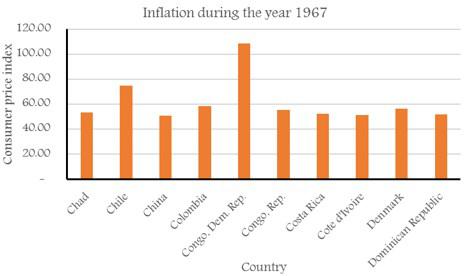 Inflation during the year 1967
Consumer price index
120.00
100.00
80.00
60.00
40.00
20.00
-
Chad
Chile
China
Colombia
Congo, Dem. Rep.
Congo, Rep.
Costa Rica
Cote d'Ivoire
Denmark
Dominican Republic
Country